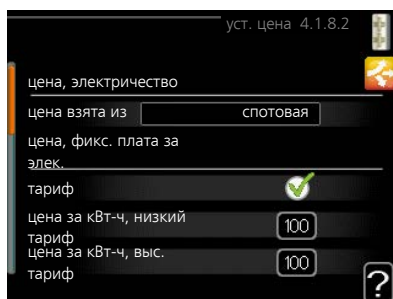 уст. цена 4.1.8.2
цена, электричество
цена взята из спотовая
цена, фикс. плата за
элек.
тариф
цена за кВт-ч, низкий
тариф
100
цена за кВт-ч, выс.
тариф
100
?